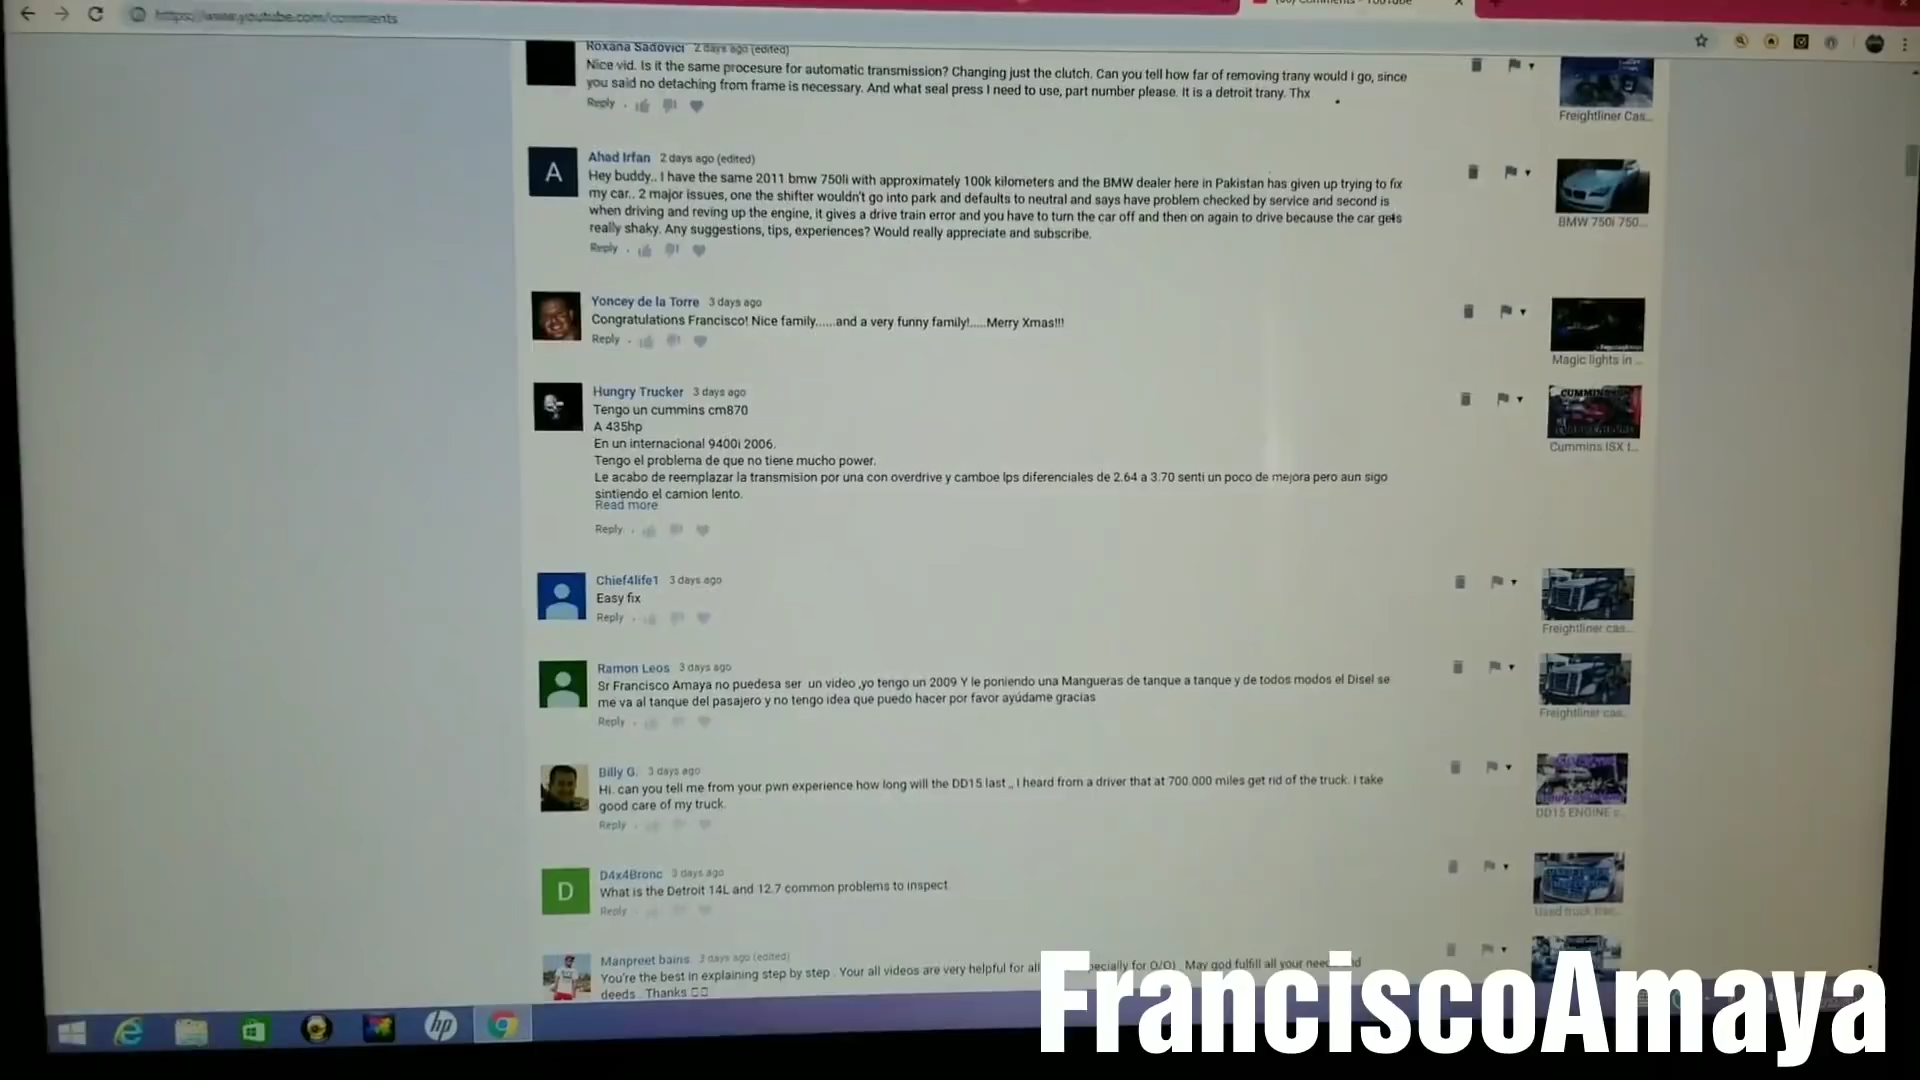 https://www.youtube.com/comments
Comments - YouTube
Roxana Sadovici 2 days ago (edited)
Nice vid. Is it the same procesure for automatic transmission? Changing just the clutch. Can you tell how far of removing trany would I go, since
you said no detaching from frame is necessary. And what seal press I need to use, part number please. It is a detroit trany. Thx
Reply
Freightliner Cas...
A
Ahad Irfan 2 days ago (edited)
Hey buddy.. I have the same 2011 bmw 750li with approximately 100k kilometers and the BMW dealer here in Pakistan has given up trying to fix
my car.. 2 major issues, one the shifter wouldn't go into park and defaults to neutral and says have problem checked by service and second is
when driving and reving up the engine, it gives a drive train error and you have to turn the car off and then on again to drive because the car gets
really shaky. Any suggestions, tips, experiences? Would really appreciate and subscribe.
Reply
BMW 750i 750...
Yoncey de la Torre 3 days ago
Congratulations Francisco! Nice family......and a very funny family!.....Merry Xmas!!!
Reply
Magic lights in ...
Hungry Trucker 3 days ago
Tengo un cummins cm870
A 435hp
En un internacional 9400i 2006.
Tengo el problema de que no tiene mucho power.
Le acabo de reemplazar la transmision por una con overdrive y camboe lps diferenciales de 2.64 a 3.70 senti un poco de mejora pero aun sigo
sintiendo el camion lento.
Read more
Reply
CUMMINS
Cummins ISX t...
Chief4life1 3 days ago
Easy fix
Reply
Freightliner cas...
Ramon Leos 3 days ago
Sr Francisco Amaya no puedesa ser un video ,yo tengo un 2009 Y le poniendo una Mangueras de tanque a tanque y de todos modos el Disel se
me va al tanque del pasajero y no tengo idea que puedo hacer por favor ayúdame gracias
Reply
Freightliner cas...
Billy G. 3 days ago
Hi. can you tell me from your pwn experience how long will the DD15 last ,, I heard from a driver that at 700.000 miles get rid of the truck. I take
good care of my truck.
Reply
DD15 ENGINE s...
D
D4x4Bronc 3 days ago
What is the Detroit 14L and 12.7 common problems to inspect
Reply
Used truck
Manpreet bains 3 days ago (edited)
You're the best in explaining step by step . Your all videos are very helpful for all pecially for O/O) . May god fulfill all your need nd
deeds . Thanks
hp
FranciscoAmaya